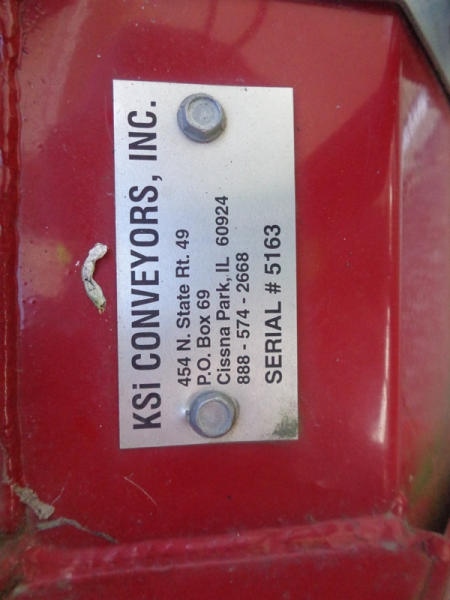 KSi CONVEYORS, INC.
454 N. State Rt. 49
P.O. Box 69
Cissna Park, IL 60924
888 - 574 - 2668
SERIAL # 5163